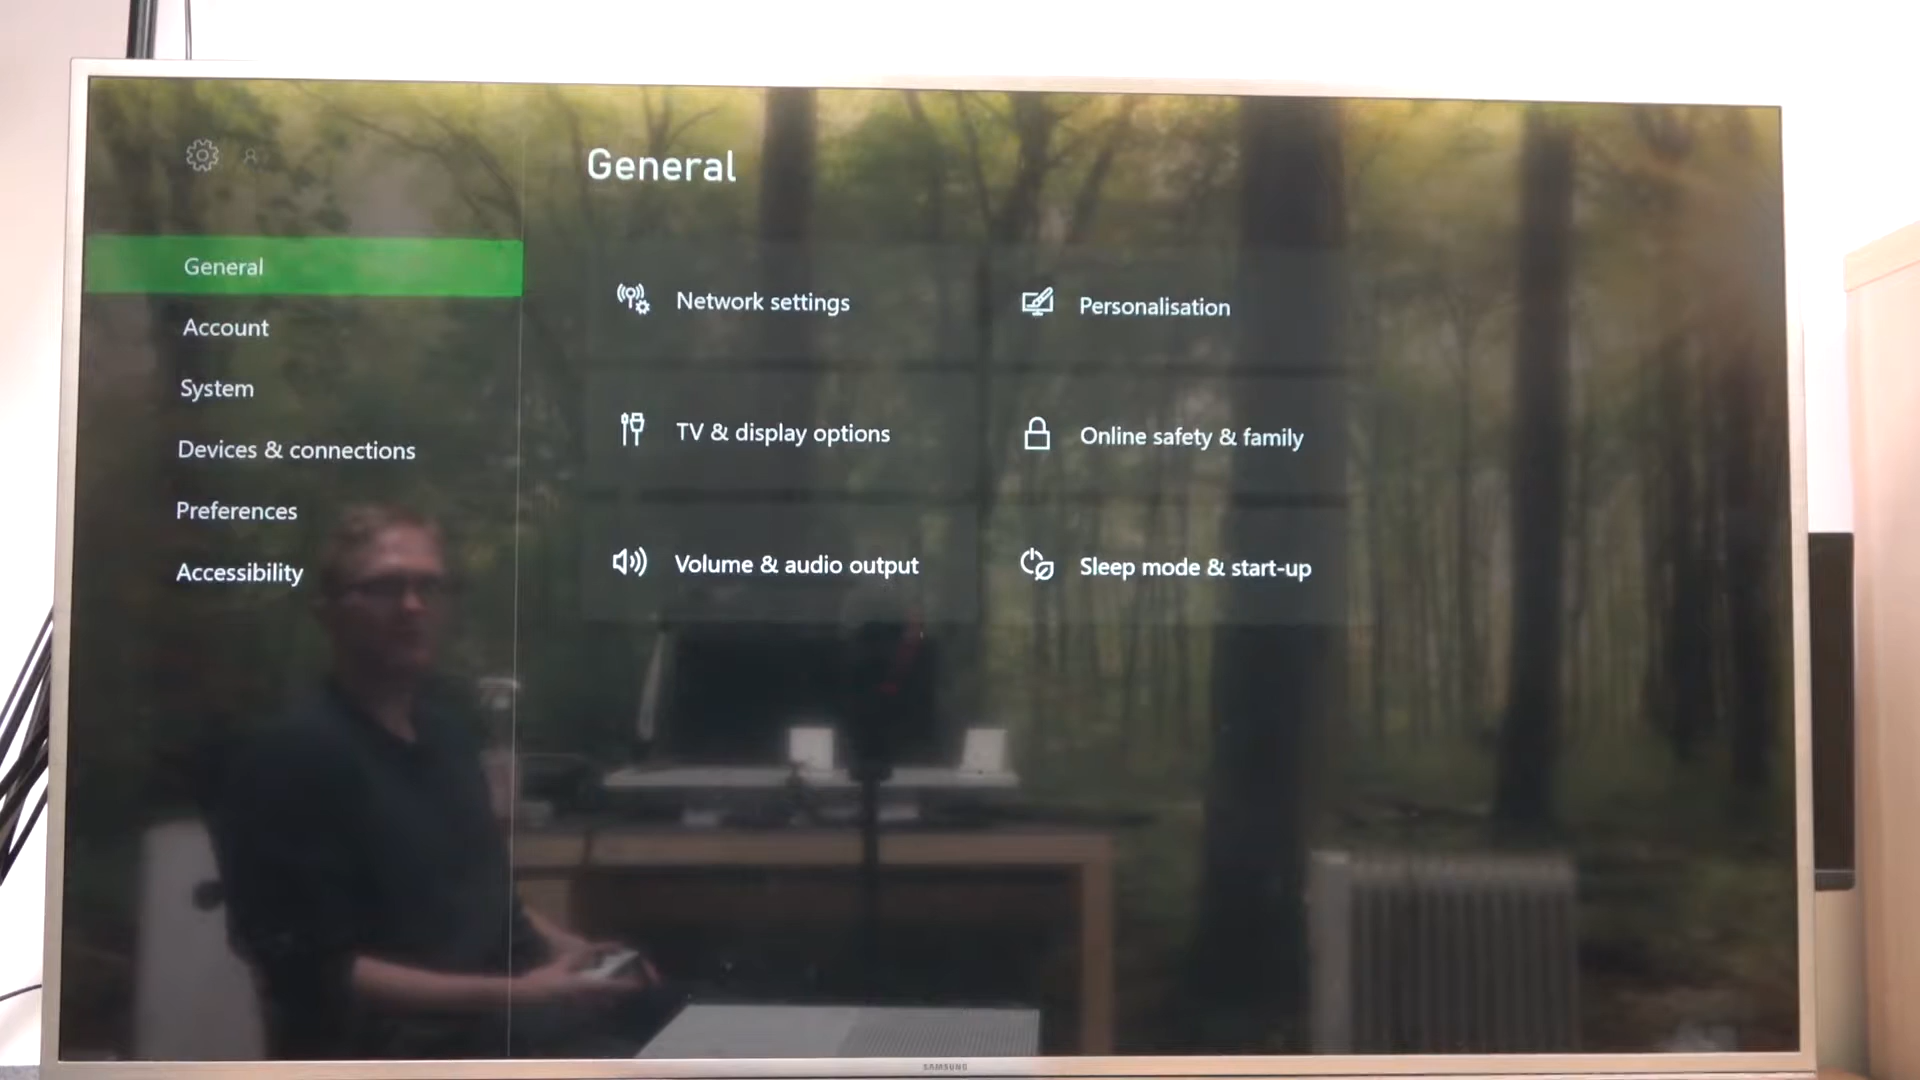 General
General
Account
System
Devices & connections
Preferences
Accessibility
Network settings
Personalisation
TV & display options
Online safety & family
Volume & audio output
Sleep mode & start-up
SAMSUNG